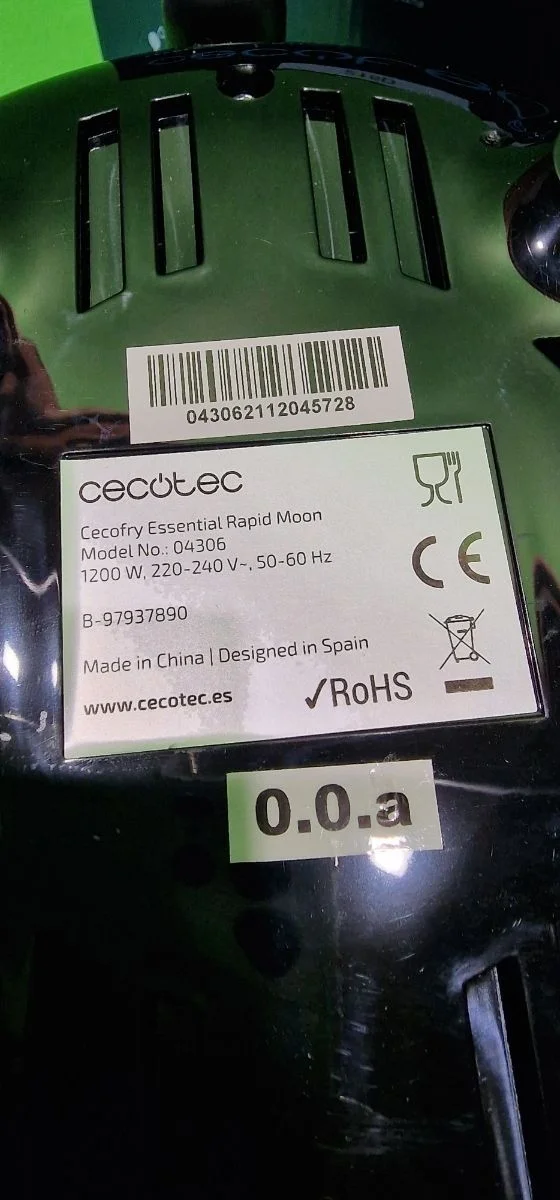 043062112045728
cecotec
Cecofry Essential Rapid Moon
Model No.: 04306
1200 W, 220-240 V~, 50-60 Hz
B-97937890
Made in China | Designed in Spain
www.cecotec.es
✓RoHS
CE
0.0.a